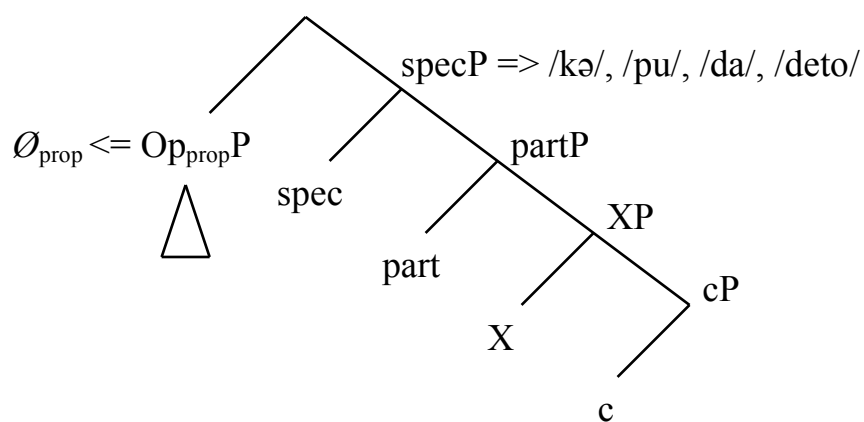 specP => /kə/, /pu/, /da/, /deto/
Øprop <= OppropP
partP
spec
XP
part
cP
X
c